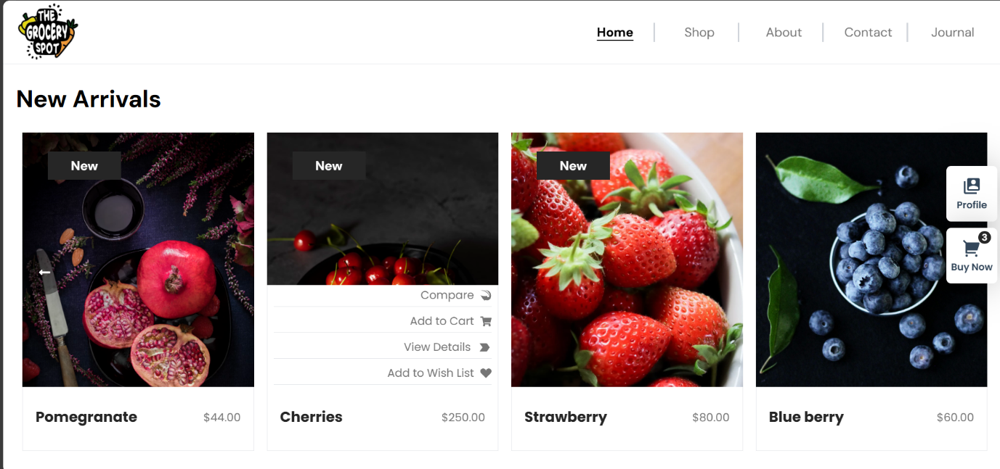 THE
GROCERY
SPOT
Home
Shop
About
Contact
Journal
New Arrivals
New
New
New
Profile
3
Buy Now
Compare
Add to Cart
View Details
Add to Wish List
Pomegranate
$44.00
Cherries
$250.00
Strawberry
$80.00
Blue berry
$60.00